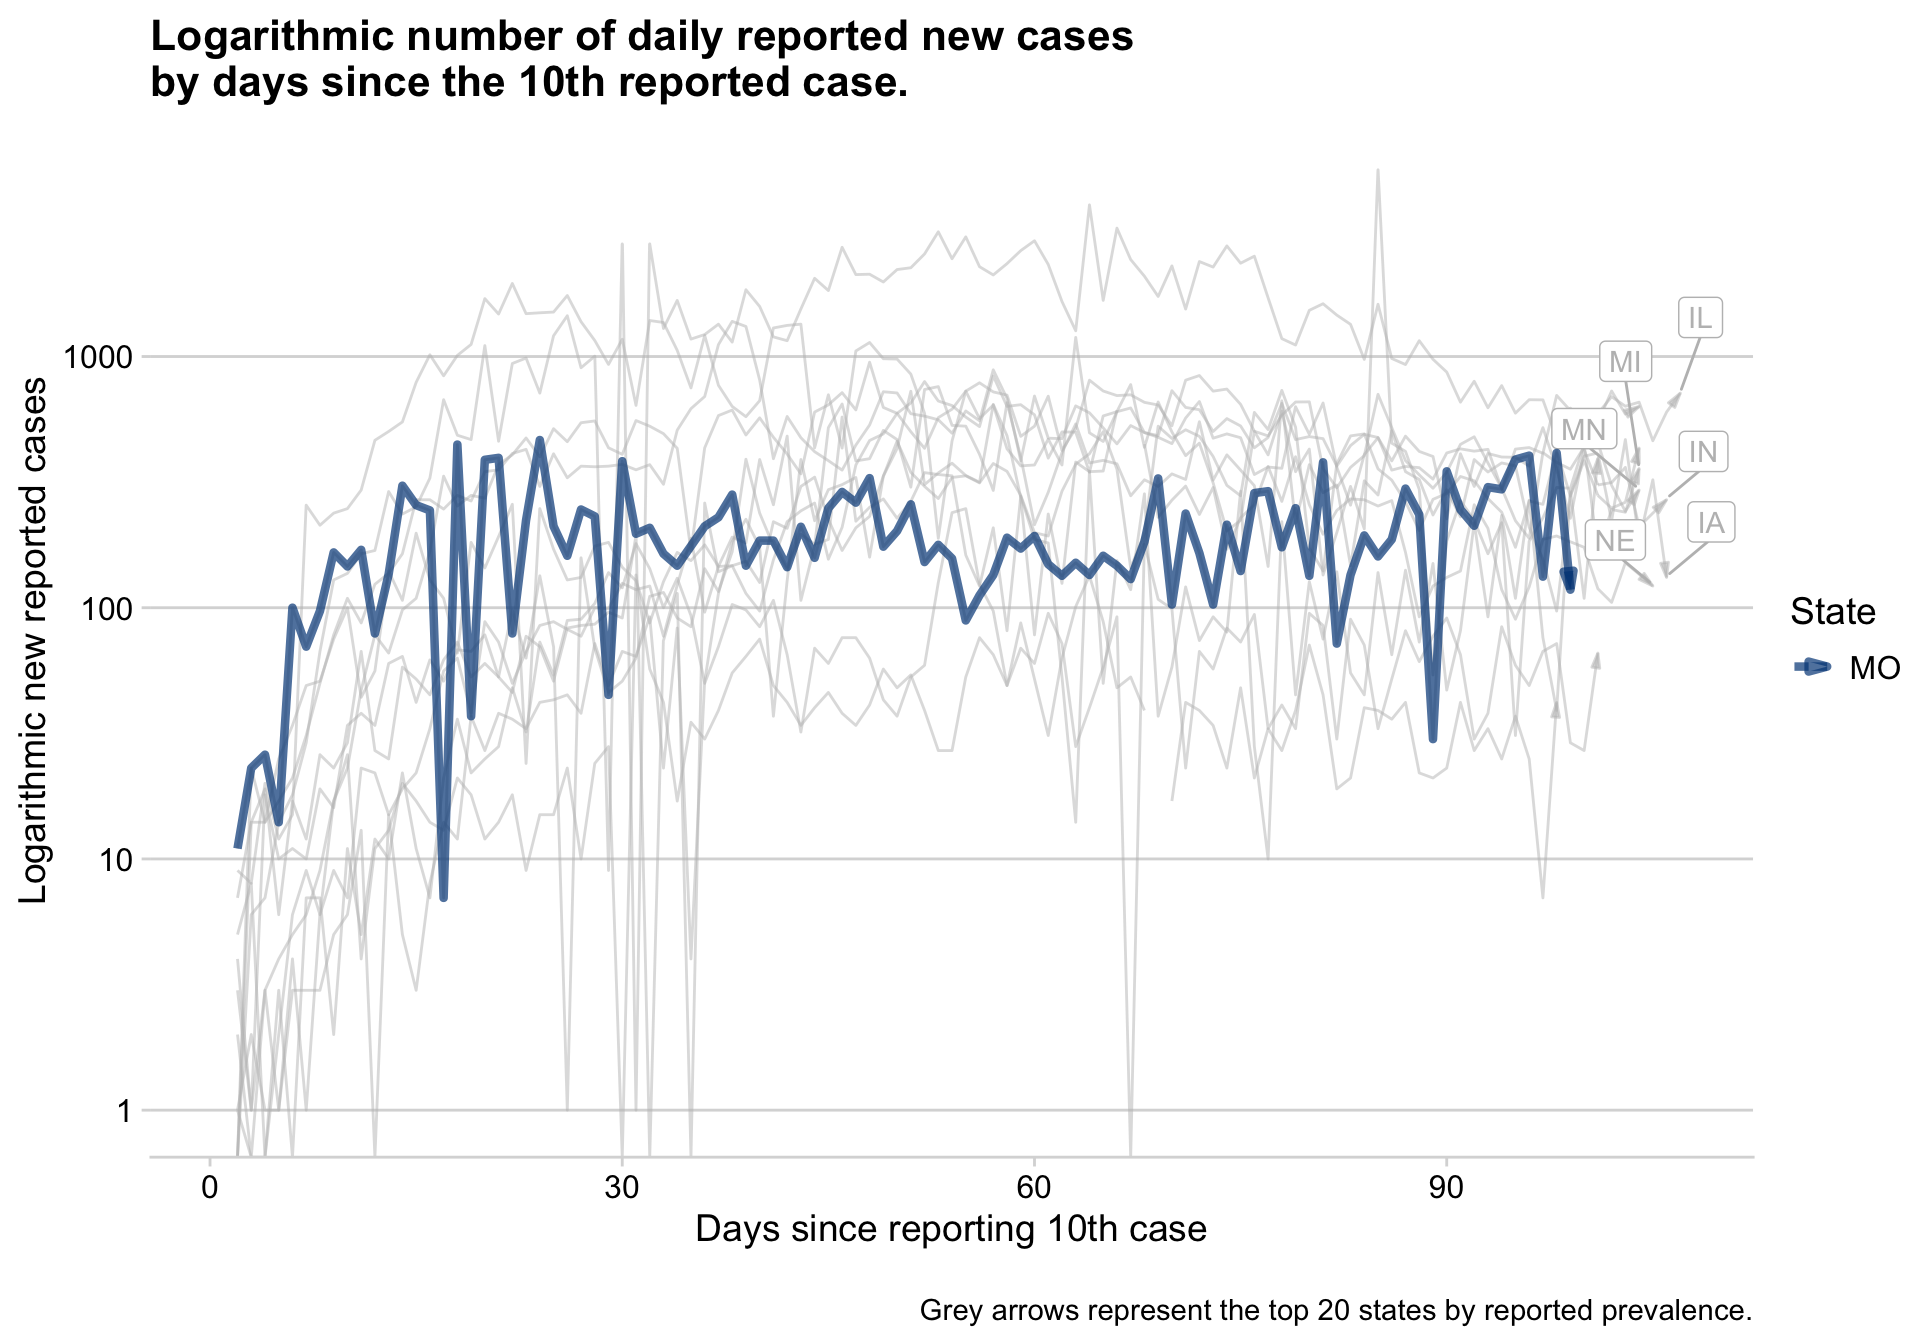 Logarithmic number of daily reported new cases
by days since the 10th reported case.
Logarithmic new reported cases
1000
100
10
1
IL
MI
MN
IN
IA
NE
State
MO
0
30
60
90
Days since reporting 10th case
Grey arrows represent the top 20 states by reported prevalence.